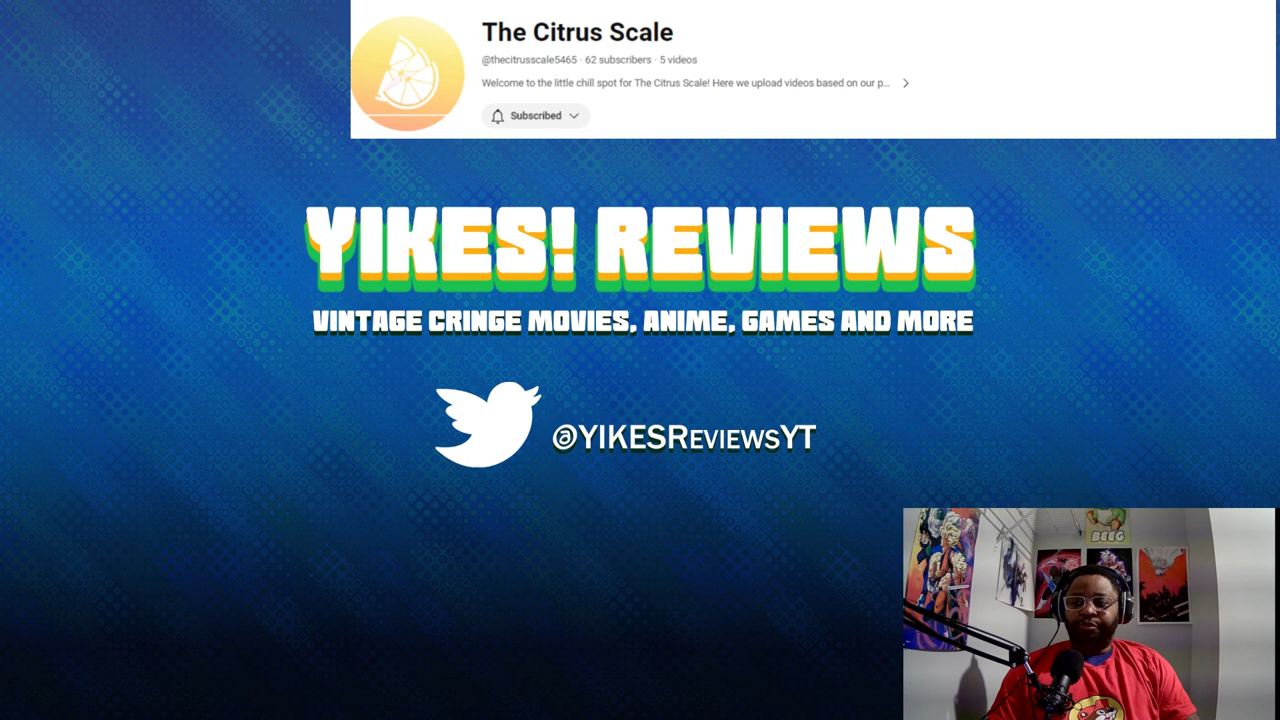 The Citrus Scale
@thecitrusscale5465 · 62 subscribers · 5 videos
Welcome to the little chill spot for The Citrus Scale! Here we upload videos based on our p...
Subscribed
YIKES! REVIEWS
VINTAGE CRINGE MOVIES, ANIME, GAMES AND MORE
@YIKESReviewsYT
BEEG